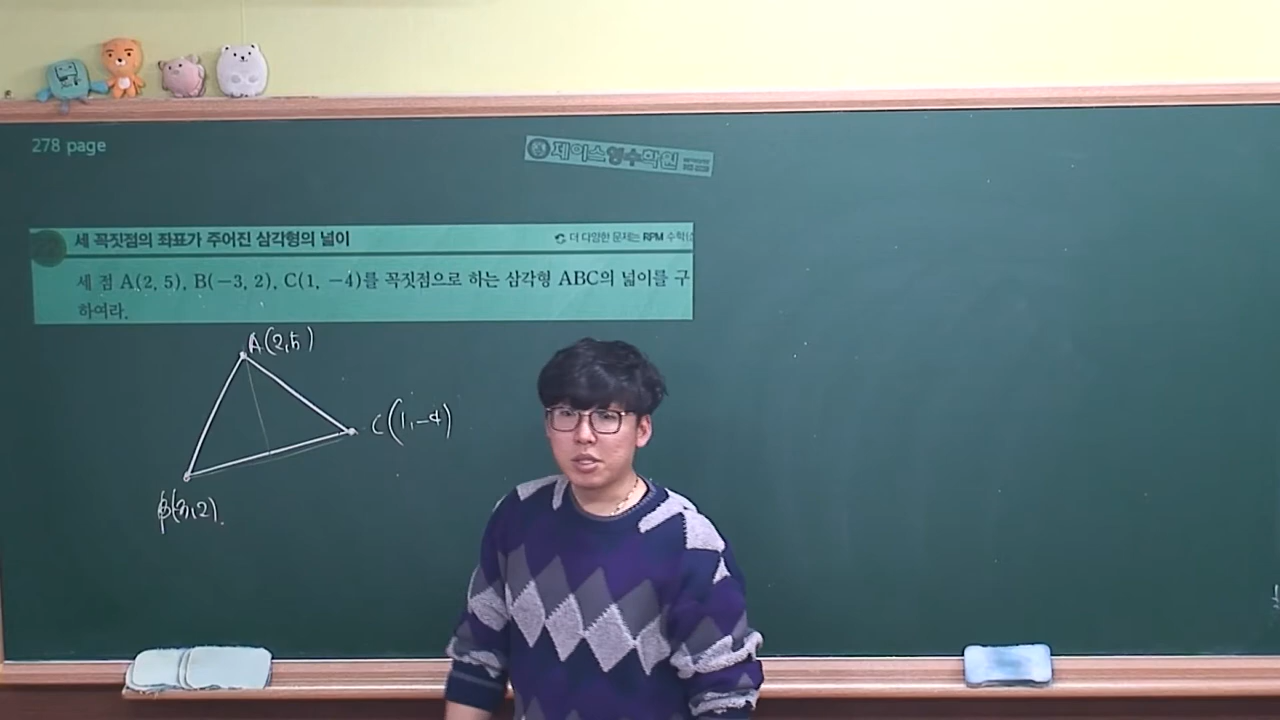 278 page
제이스영수학원
세 꼭짓점의 좌표가 주어진 삼각형의 넓이
더 다양한 문제는 RPM 수학(
세 점 A(2, 5), B(−3, 2), C(1, −4)를 꼭짓점으로 하는 삼각형 ABC의 넓이를 구
하여라.
A(2,5)
C(1,-4)